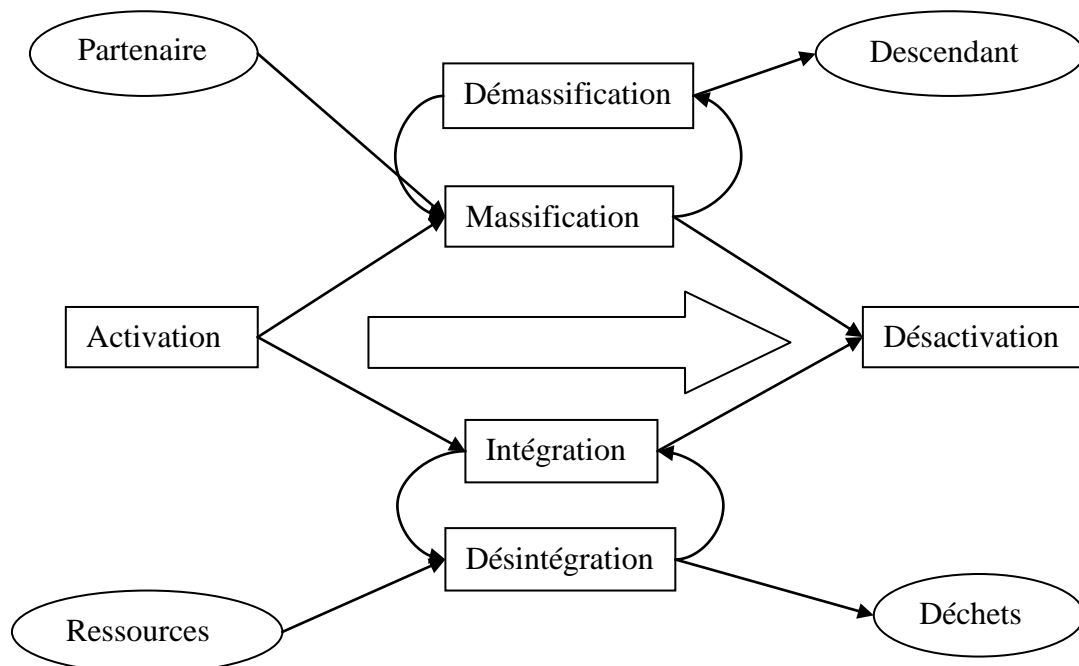 Partenaire
Descendant
Démassification
Massification
Activation
Désactivation
Intégration
Désintégration
Ressources
Déchets